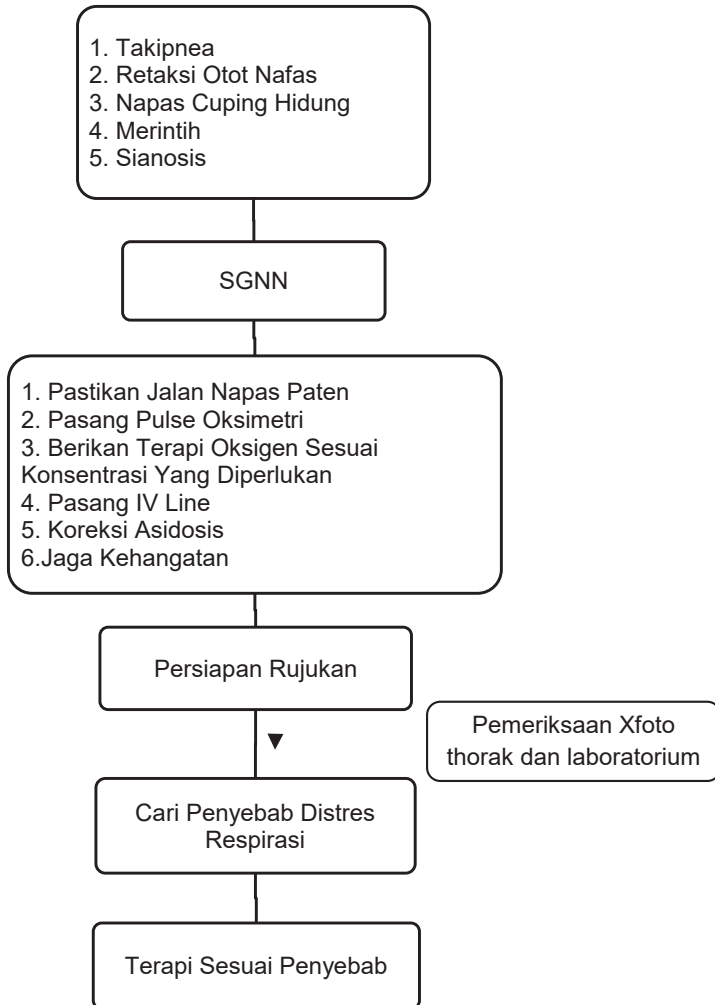 1. Takipnea
2. Retaksi Otot Nafas
3. Napas Cuping Hidung
4. Merintih
5. Sianosis
SGNN
1. Pastikan Jalan Napas Paten
2. Pasang Pulse Oksimetri
3. Berikan Terapi Oksigen Sesuai
Konsentrasi Yang Diperlukan
4. Pasang IV Line
5. Koreksi Asidosis
6.Jaga Kehangatan
Persiapan Rujukan
Pemeriksaan Xfoto
thorak dan laboratorium
Cari Penyebab Distres
Respirasi
Terapi Sesuai Penyebab